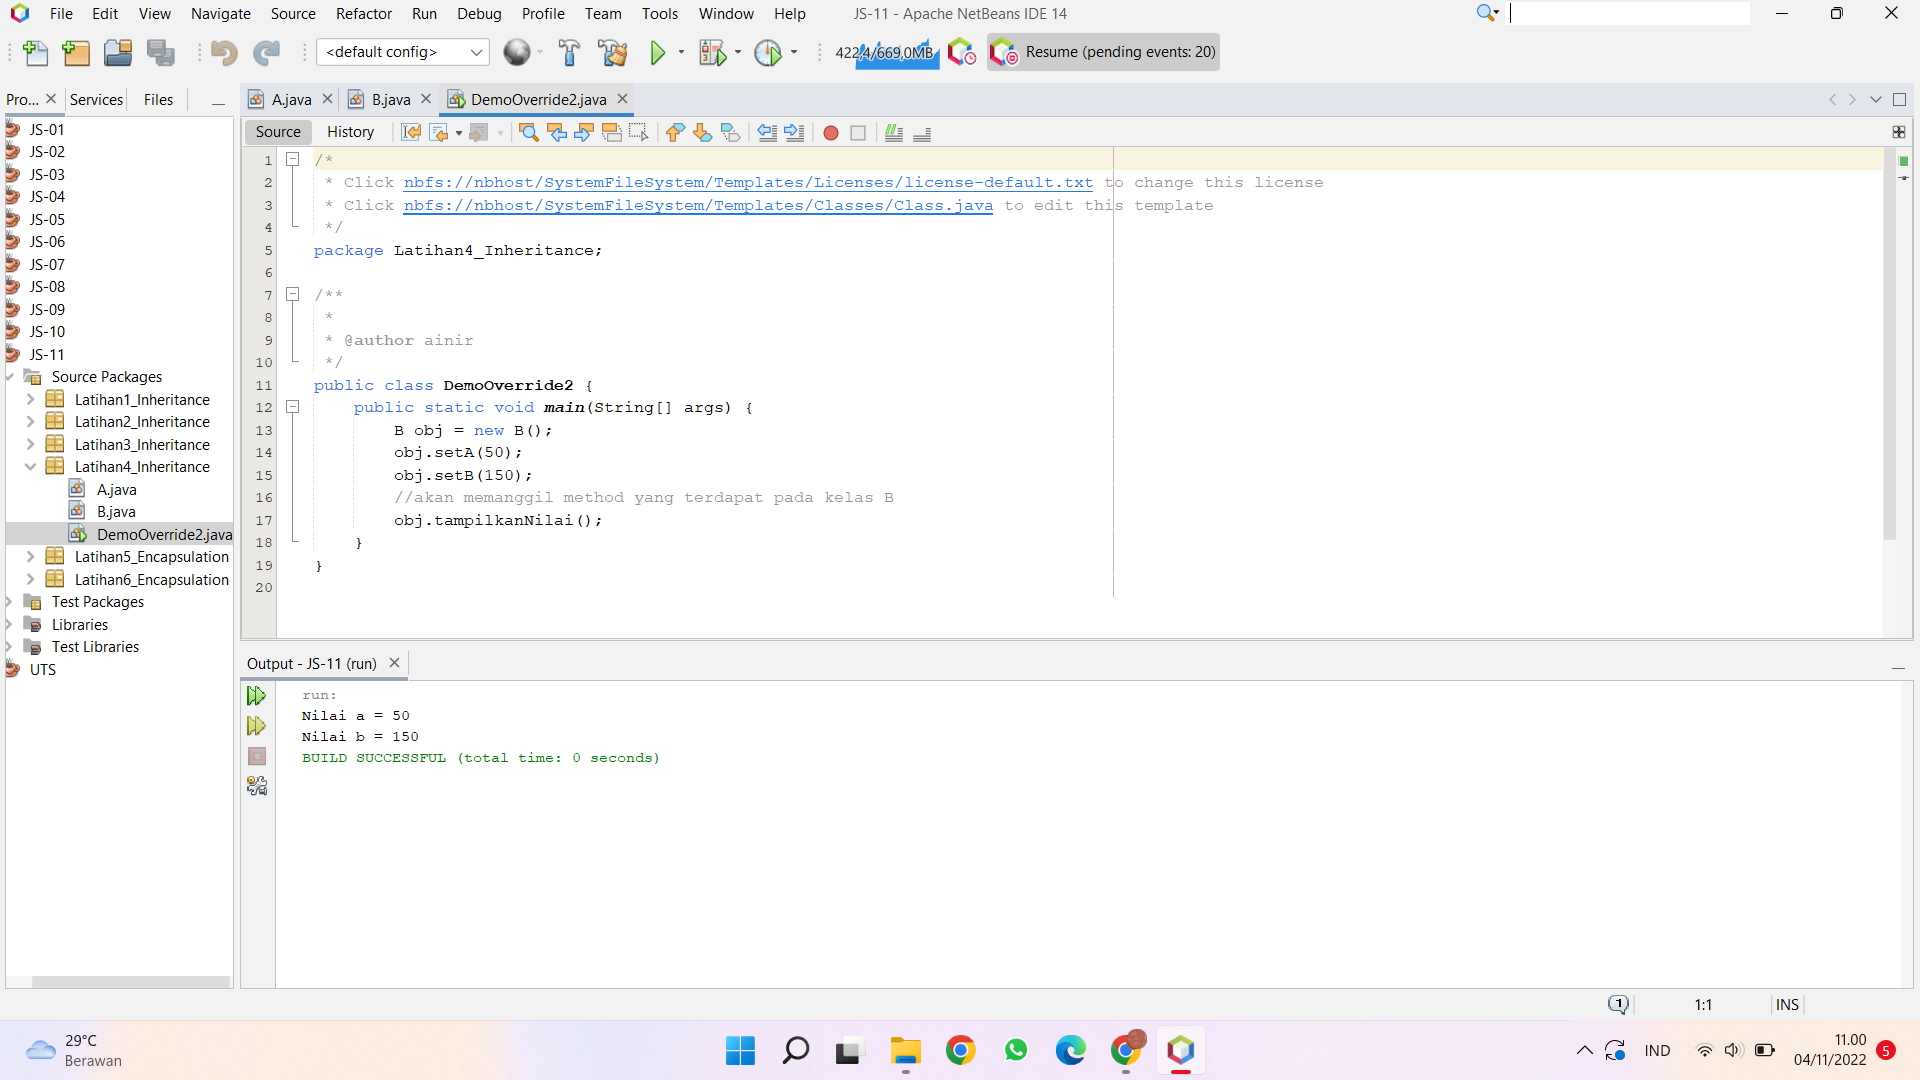 File Edit View Navigate Source Refactor Run Debug Profile Team Tools Window Help JS-11 - Apache NetBeans IDE 14
<default config> 422,4/669,0MB Resume (pending events: 20)
Pro... Services Files
A.java B.java DemoOverride2.java
Source History
JS-01
JS-02
JS-03
JS-04
JS-05
JS-06
JS-07
JS-08
JS-09
JS-10
JS-11
Source Packages
Latihan1_Inheritance
Latihan2_Inheritance
Latihan3_Inheritance
Latihan4_Inheritance
A.java
B.java
DemoOverride2.java
Latihan5_Encapsulation
Latihan6_Encapsulation
Test Packages
Libraries
Test Libraries
UTS
1 /*
2 * Click nbfs://nbhost/SystemFileSystem/Templates/Licenses/license-default.txt to change this license
3 * Click nbfs://nbhost/SystemFileSystem/Templates/Classes/Class.java to edit this template
4 */
5 package Latihan4_Inheritance;
6
7 /**
8 *
9 * @author ainir
10 */
11 public class DemoOverride2 {
12 public static void main(String[] args) {
13 B obj = new B();
14 obj.setA(50);
15 obj.setB(150);
16 //akan memanggil method yang terdapat pada kelas B
17 obj.tampilkanNilai();
18 }
19 }
20
Output - JS-11 (run)
run:
Nilai a = 50
Nilai b = 150
BUILD SUCCESSFUL (total time: 0 seconds)
1 1:1 INS
29°C
Berawan
IND
11.00
04/11/2022
5